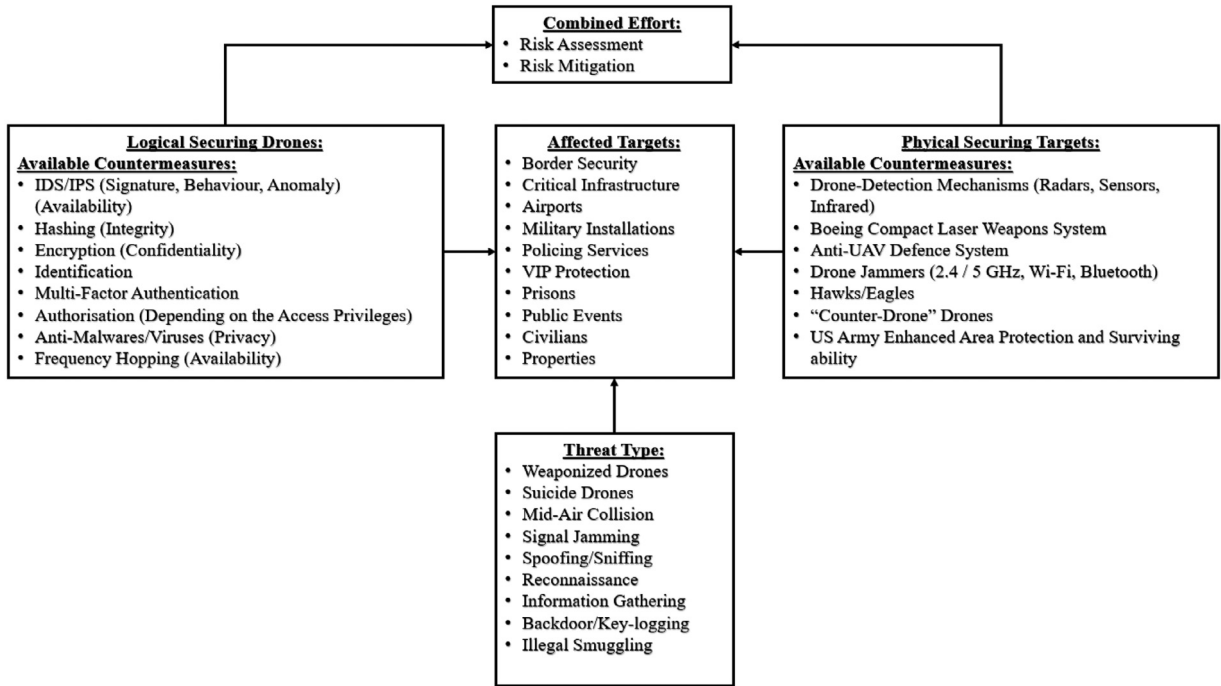 Combined Effort:
• Risk Assessment
• Risk Mitigation
Logical Securing Drones:
Available Countermeasures:
• IDS/IPS (Signature, Behaviour, Anomaly)
(Availability)
• Hashing (Integrity)
• Encryption (Confidentiality)
• Identification
• Multi-Factor Authentication
• Authorisation (Depending on the Access Privileges)
• Anti-Malwares/Viruses (Privacy)
• Frequency Hopping (Availability)
Affected Targets:
• Border Security
• Critical Infrastructure
• Airports
• Military Installations
• Policing Services
• VIP Protection
• Prisons
• Public Events
• Civilians
• Properties
Phyical Securing Targets:
Available Countermeasures:
• Drone-Detection Mechanisms (Radars, Sensors,
Infrared)
• Boeing Compact Laser Weapons System
• Anti-UAV Defence System
• Drone Jammers (2.4 / 5 GHz, Wi-Fi, Bluetooth)
• Hawks/Eagles
• “Counter-Drone” Drones
• US Army Enhanced Area Protection and Surviving
ability
Threat Type:
• Weaponized Drones
• Suicide Drones
• Mid-Air Collision
• Signal Jamming
• Spoofing/Sniffing
• Reconnaissance
• Information Gathering
• Backdoor/Key-logging
• Illegal Smuggling